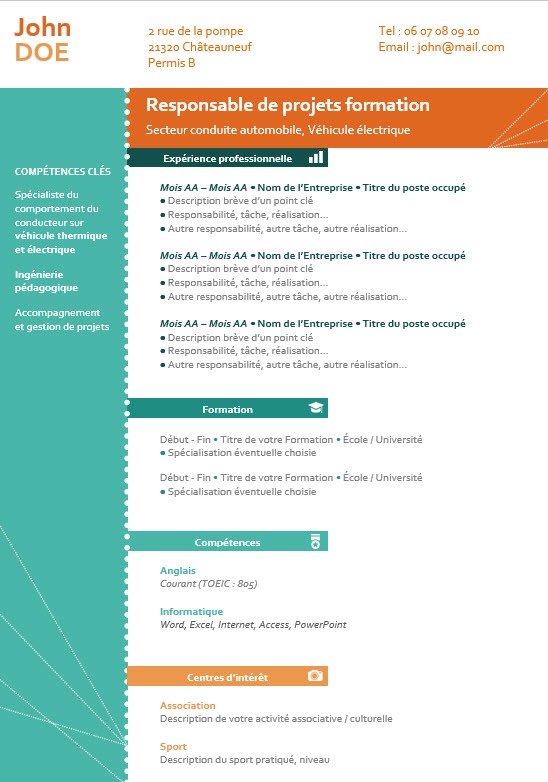 John
DOE
2 rue de la pompe
21320 Châteauneuf
Permis B
Tel : 06 07 08 09 10
Email : john@mail.com
Responsable de projets formation
Secteur conduite automobile, Véhicule électrique
COMPÉTENCES CLÉS
Spécialiste du
comportement du
conducteur sur
véhicule thermique
et électrique
Ingénierie
pédagogique
Accompagnement
et gestion de projets
Expérience professionnelle
Mois AA – Mois AA • Nom de l'Entreprise • Titre du poste occupé
• Description brève d'un point clé
• Responsabilité, tâche, réalisation...
• Autre responsabilité, autre tâche, autre réalisation...
Mois AA – Mois AA • Nom de l'Entreprise • Titre du poste occupé
• Description brève d'un point clé
• Responsabilité, tâche, réalisation...
• Autre responsabilité, autre tâche, autre réalisation...
Mois AA – Mois AA • Nom de l'Entreprise • Titre du poste occupé
• Description brève d'un point clé
• Responsabilité, tâche, réalisation...
• Autre responsabilité, autre tâche, autre réalisation...
Formation
Début - Fin • Titre de votre Formation • École / Université
• Spécialisation éventuelle choisie
Début - Fin • Titre de votre Formation • École / Université
• Spécialisation éventuelle choisie
Compétences
Anglais
Courant (TOEIC : 805)
Informatique
Word, Excel, Internet, Access, PowerPoint
Centres d'intérêt
Association
Description de votre activité associative / culturelle
Sport
Description du sport pratiqué, niveau